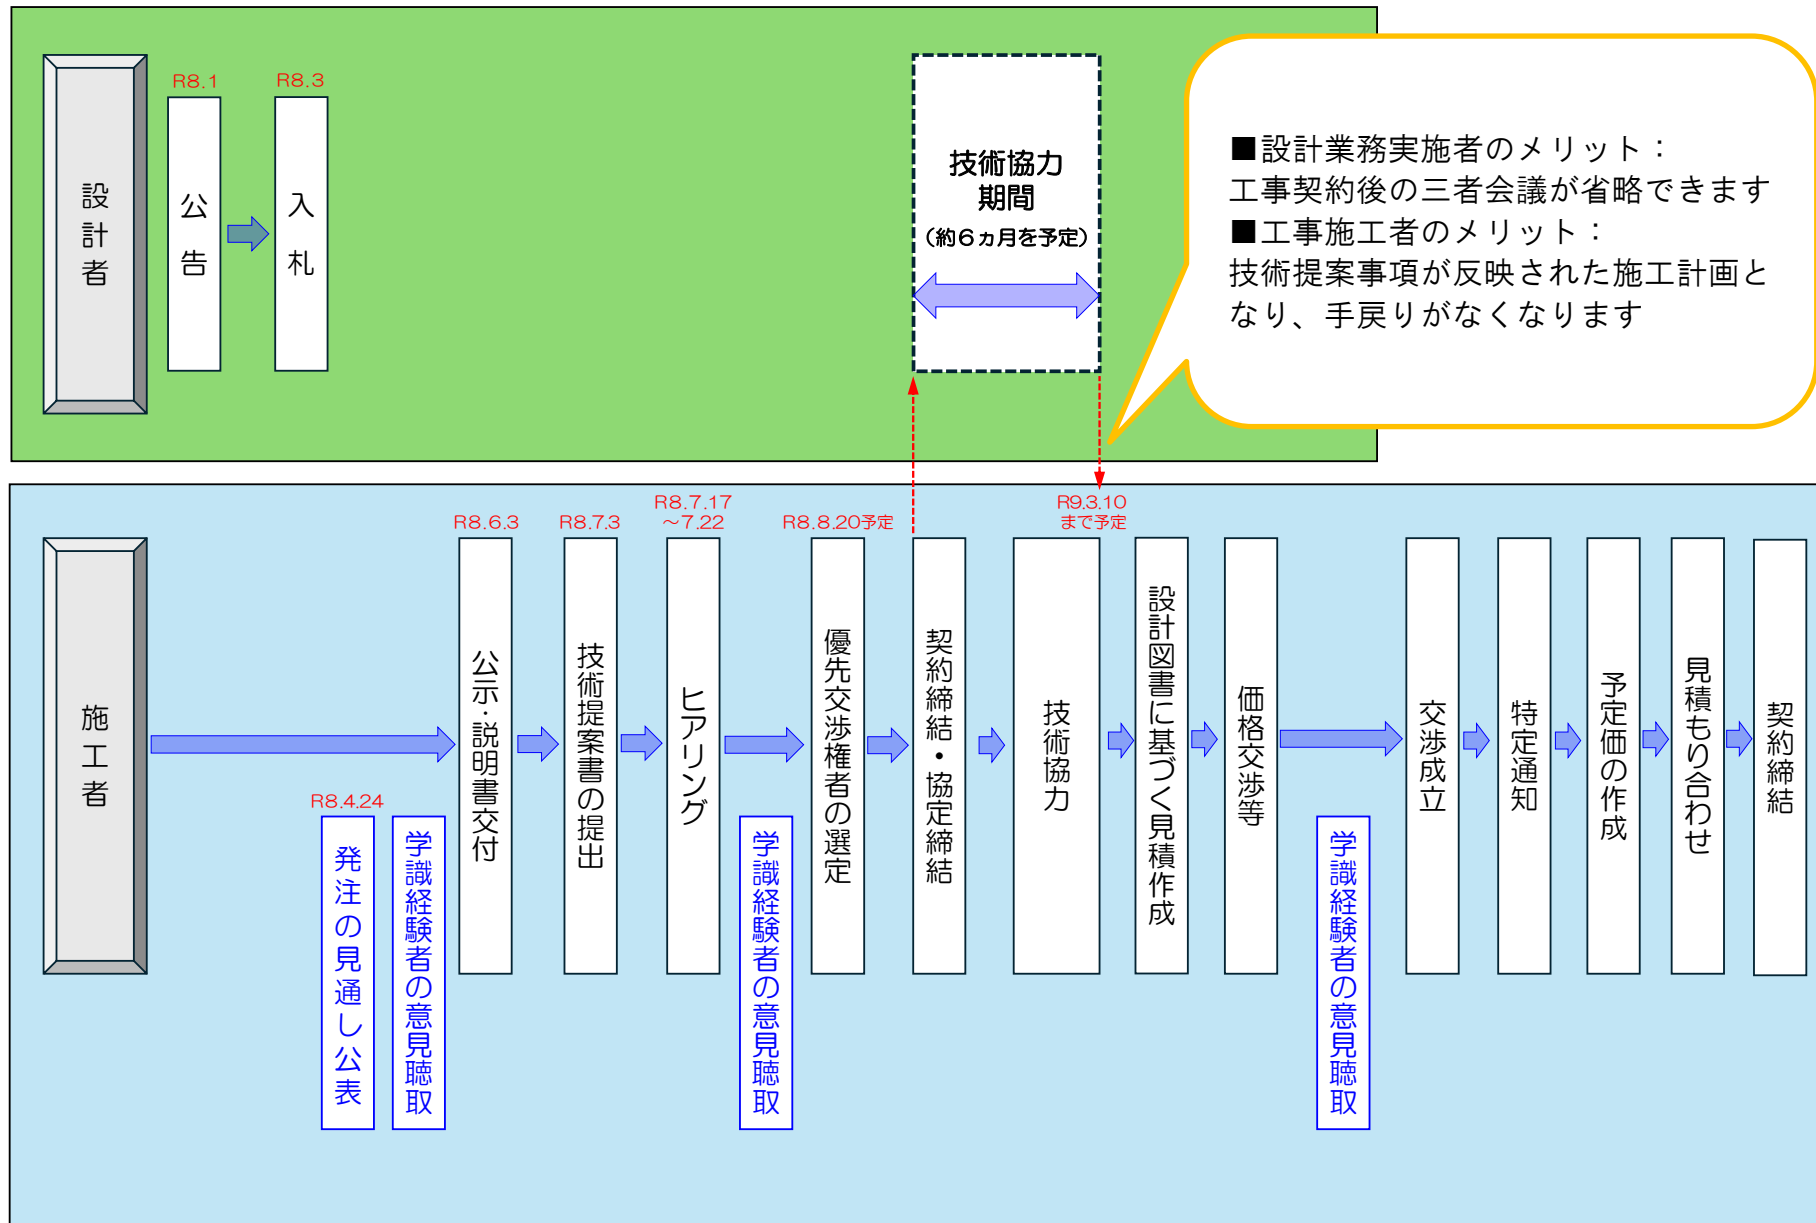 設計者
R8.1
公告
R8.3
入札
技術協力
期間
(約6ヵ月を予定)
■設計業務実施者のメリット：
工事契約後の三者会議が省略できます
■工事施工者のメリット：
技術提案事項が反映された施工計画と
なり、手戻りがなくなります
施工者
R8.4.24
発注の見通し公表
学識経験者の意見聴取
R8.6.3
公示・説明書交付
R8.7.3
技術提案書の提出
R8.7.17
～7.22
ヒアリング
学識経験者の意見聴取
R8.8.20予定
優先交渉権者の選定
契約締結・協定締結
R9.3.10
まで予定
技術協力
設計図書に基づく見積作成
価格交渉等
学識経験者の意見聴取
交渉成立
特定通知
予定価の作成
見積もり合わせ
契約締結